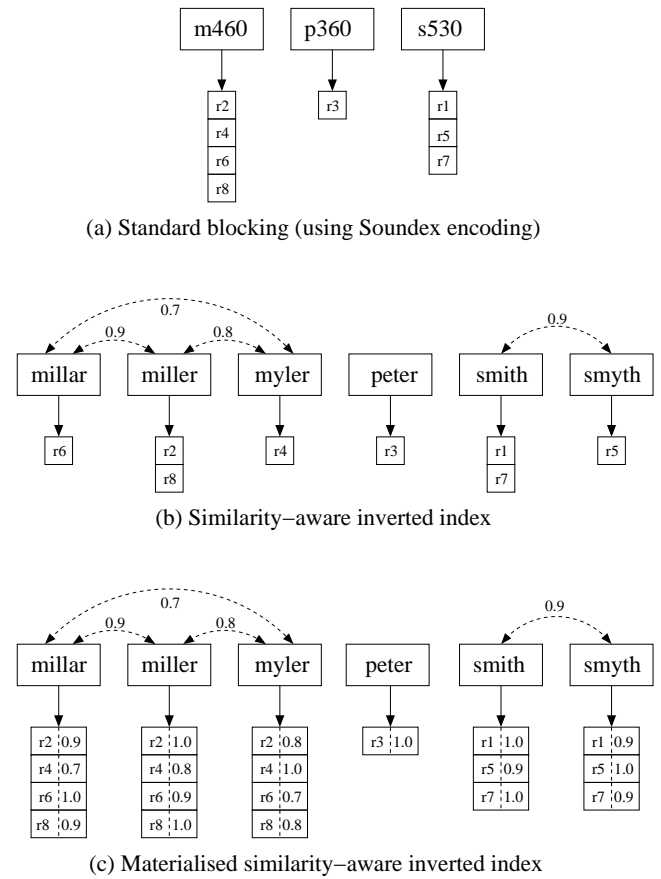 m460 p360 s530
r2 r3 r1
r4 r5
r6 r7
r8
(a) Standard blocking (using Soundex encoding)
0.7
0.9 0.8 0.9
millar miller myler peter smith smyth
r6 r2 r4 r3 r1 r5
r8 r7
(b) Similarity−aware inverted index
0.7
0.9 0.8 0.9
millar miller myler peter smith smyth
r2 0.9 r2 1.0 r2 0.8 r3 1.0 r1 1.0 r1 0.9
r4 0.7 r4 0.8 r4 1.0 r5 0.9 r5 1.0
r6 1.0 r6 0.9 r6 0.7 r7 1.0 r7 0.9
r8 0.9 r8 1.0 r8 0.8
(c) Materialised similarity−aware inverted index